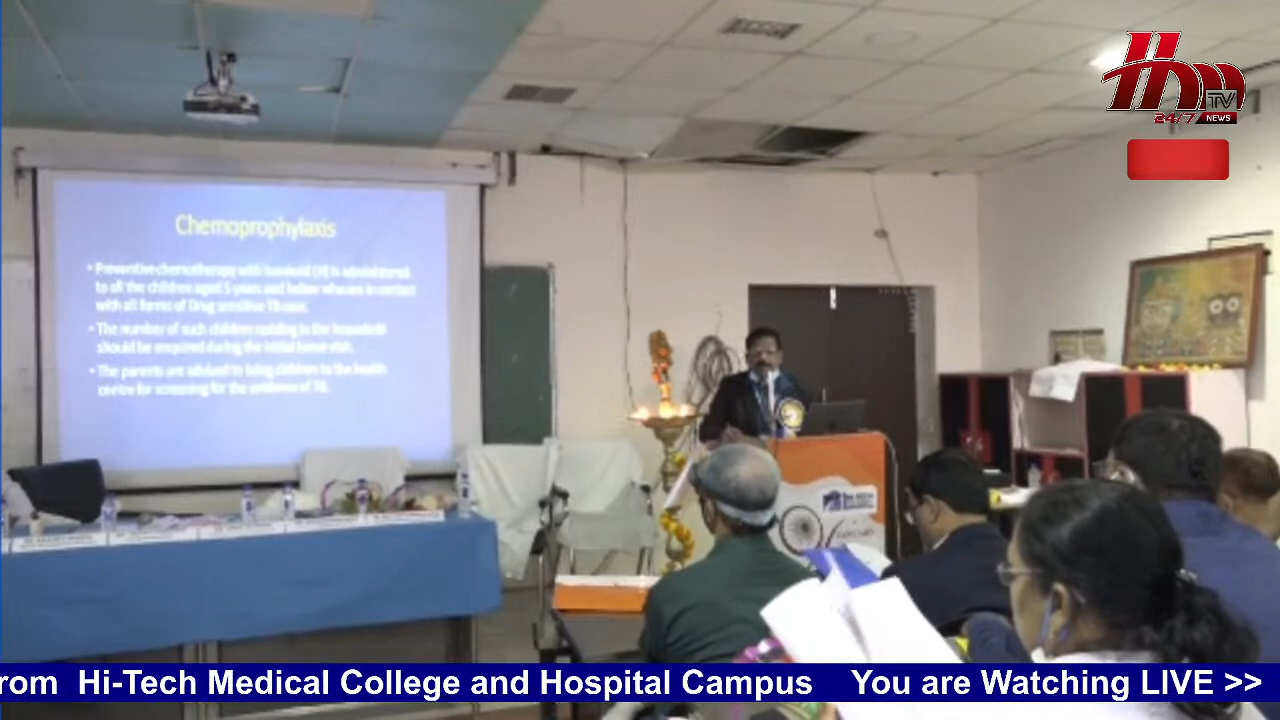 TV
24/7 NEWS
Chemoprophylaxis
• Preventive chemotherapy with Isoniazid (H) is administered
to all the children aged 5 years and below who are in contact
with all forms of Drug sensitive TB case.
• The number of such children residing in the household
should be enquired during the initial home visit.
• The parents are advised to bring children to the health
centre for screening for the evidence of TB.
rom Hi-Tech Medical College and Hospital Campus You are Watching LIVE >>